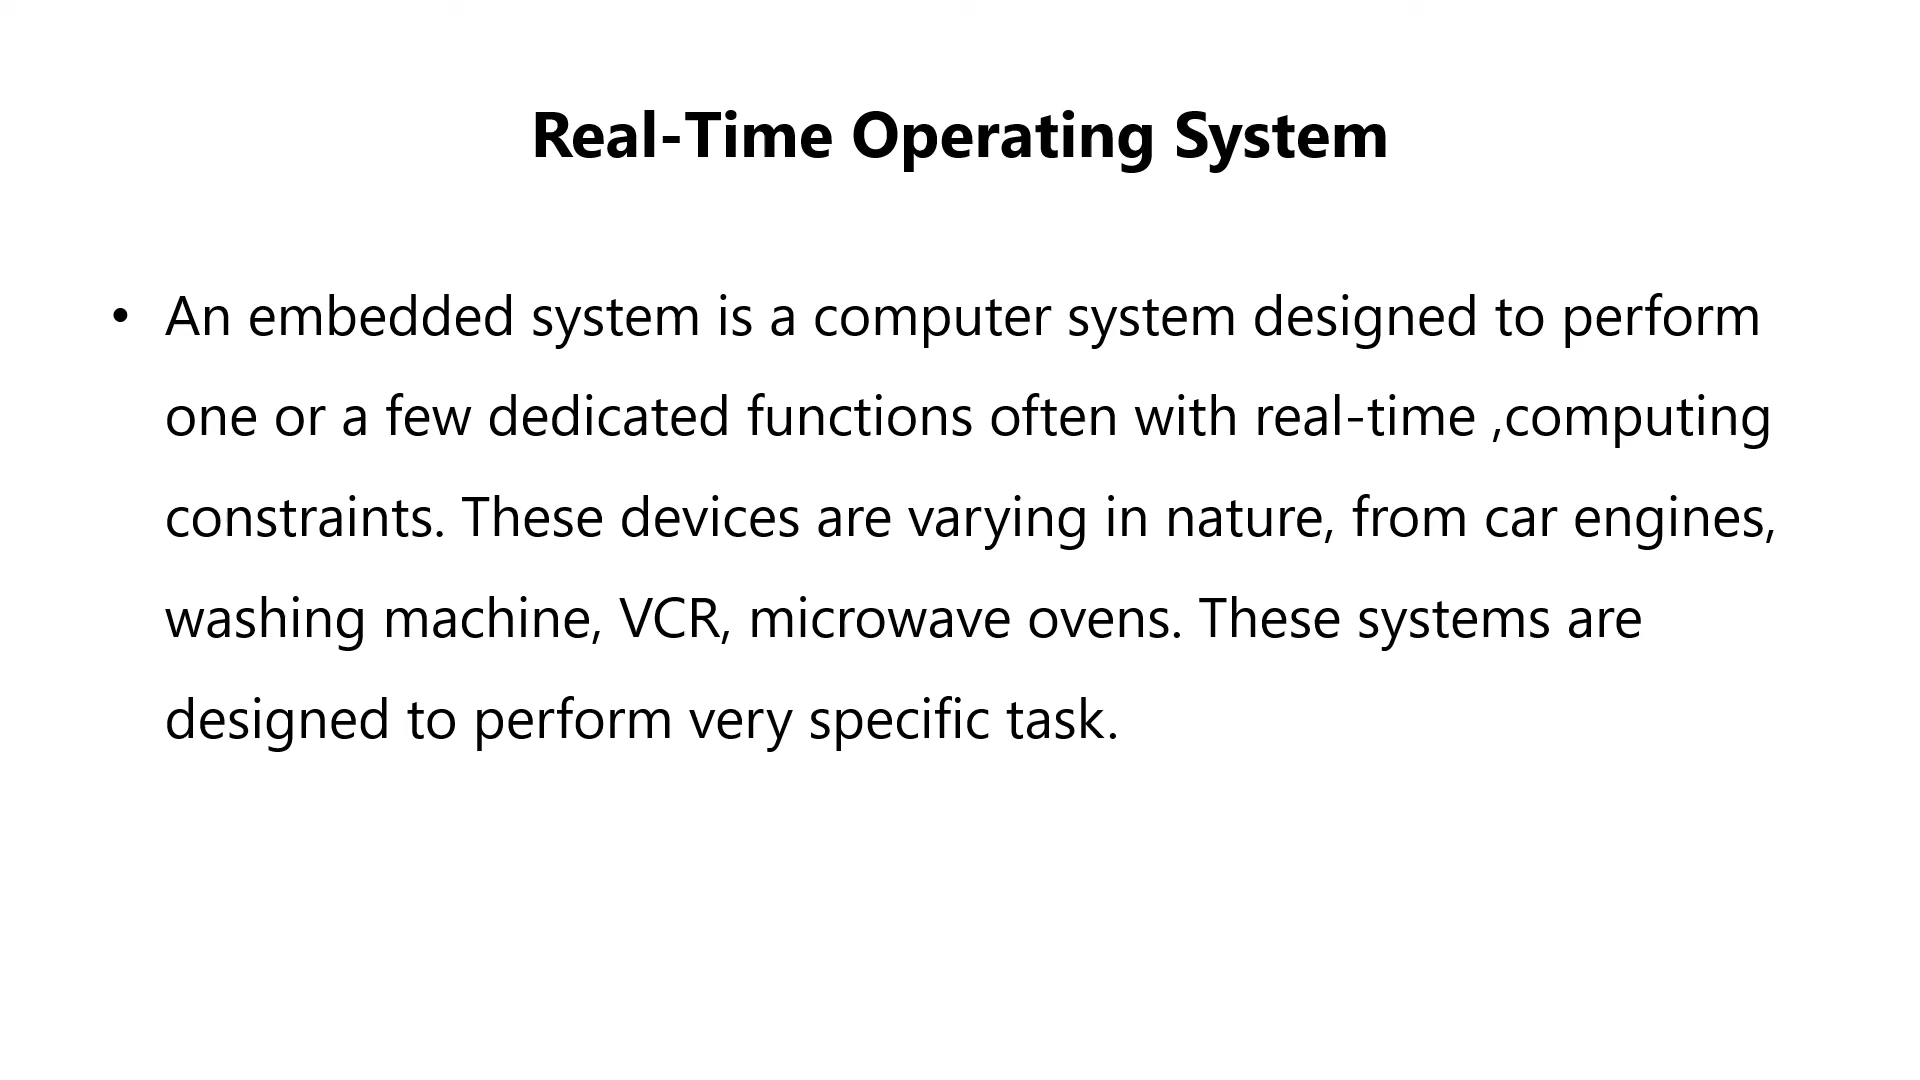 Real-Time Operating System
• An embedded system is a computer system designed to perform
one or a few dedicated functions often with real-time ,computing
constraints. These devices are varying in nature, from car engines,
washing machine, VCR, microwave ovens. These systems are
designed to perform very specific task.